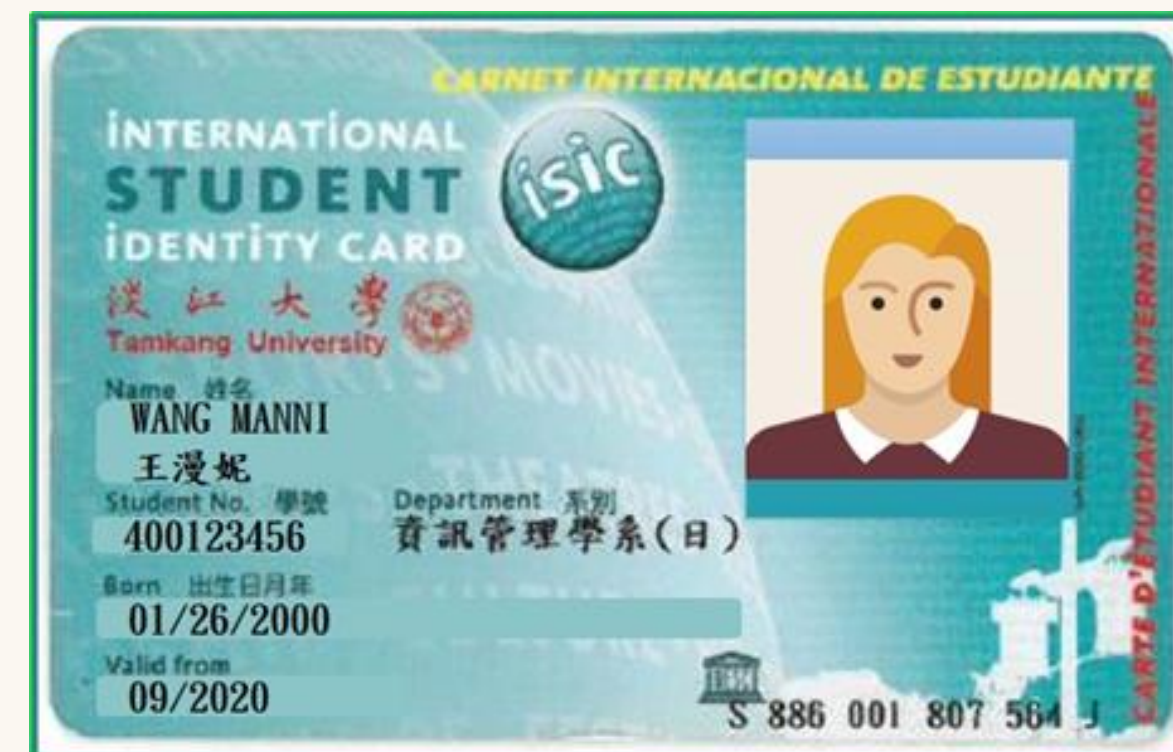 CARNET INTERNACIONAL DE ESTUDIANTE
INTERNATIONAL
STUDENT
IDENTITY CARD
isic
淡江大學
Tamkang University
Name 姓名
WANG MANNI
王漫妮
Student No. 學號
Department 系別
400123456
資訊管理學系(日)
Born 出生日月年
01/26/2000
Valid from
09/2020
S 886 001 807 564 J
CARTE D'ÉTUDIANT INTERNATIONALE